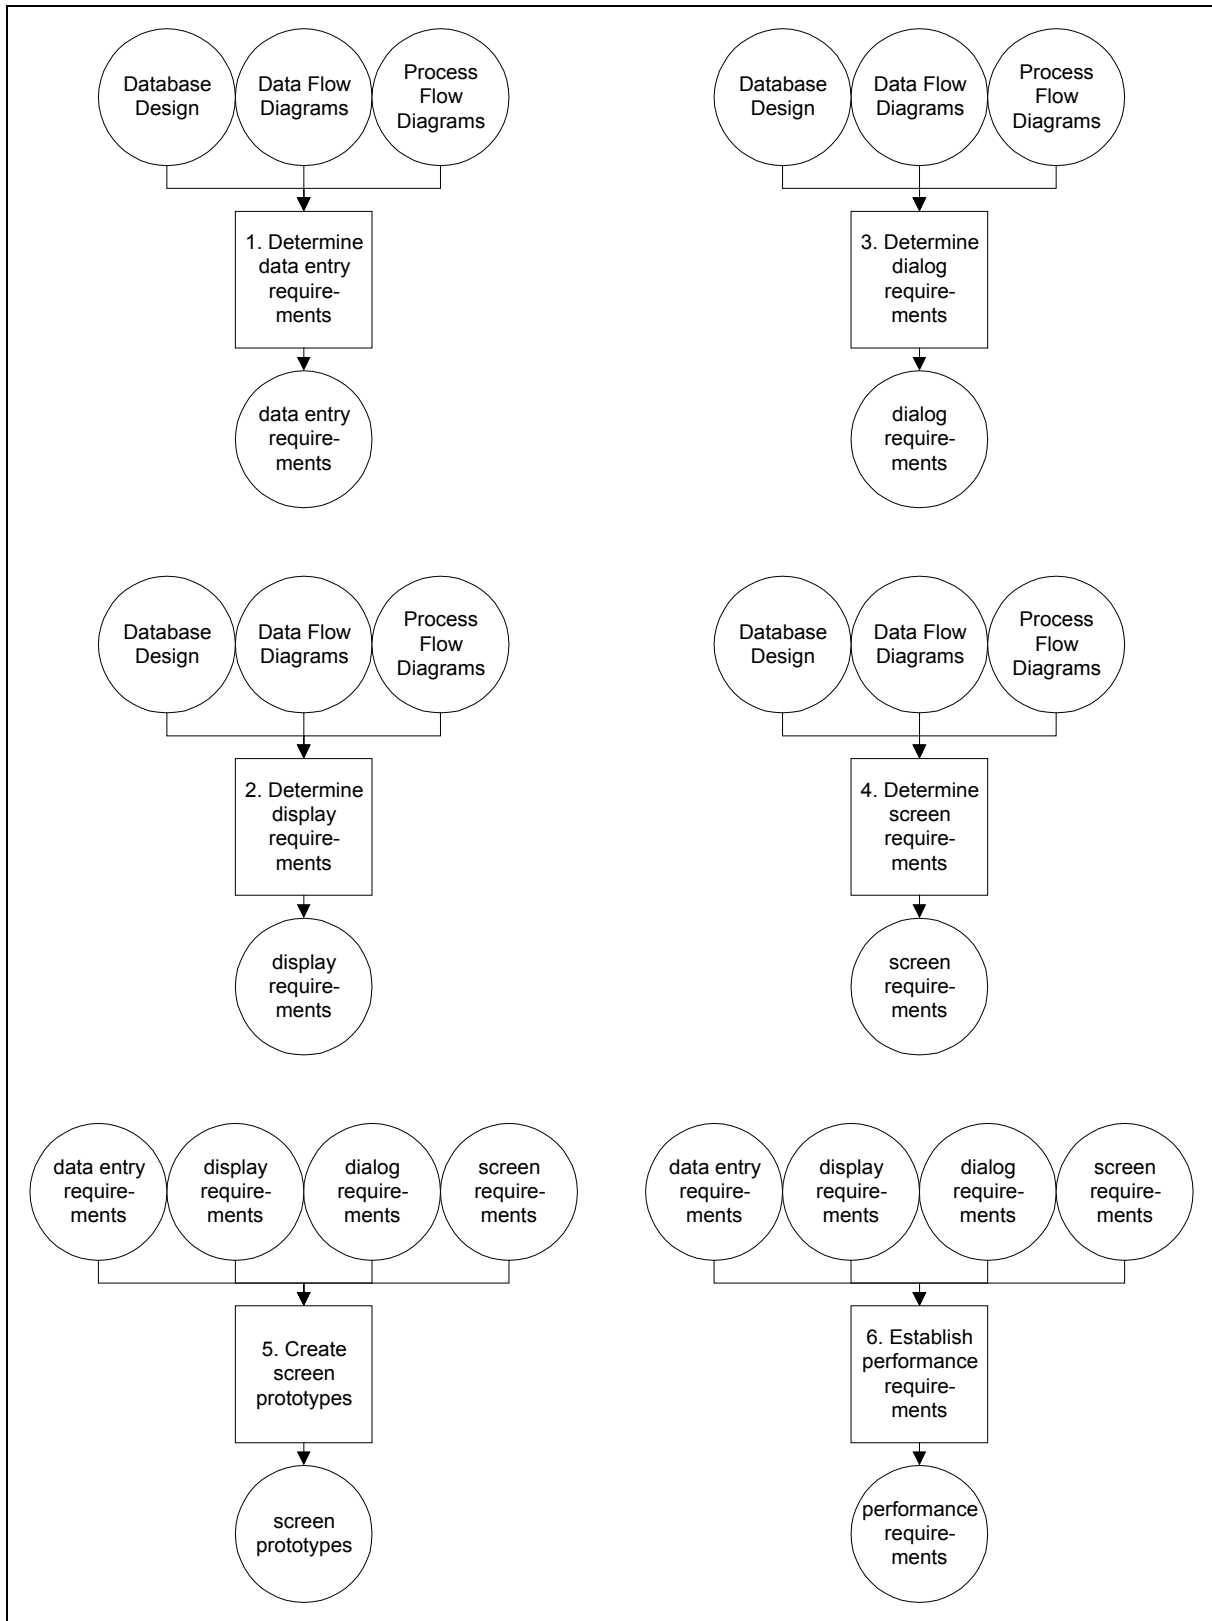 Database
Design
Data Flow
Diagrams
Process
Flow
Diagrams
1. Determine
data entry
require-
ments
data entry
require-
ments
Database
Design
Data Flow
Diagrams
Process
Flow
Diagrams
3. Determine
dialog
require-
ments
dialog
require-
ments
Database
Design
Data Flow
Diagrams
Process
Flow
Diagrams
2. Determine
display
require-
ments
display
require-
ments
Database
Design
Data Flow
Diagrams
Process
Flow
Diagrams
4. Determine
screen
require-
ments
screen
require-
ments
data entry
require-
ments
display
require-
ments
dialog
require-
ments
screen
require-
ments
5. Create
screen
prototypes
screen
prototypes
data entry
require-
ments
display
require-
ments
dialog
require-
ments
screen
require-
ments
6. Establish
performance
require-
ments
performance
require-
ments